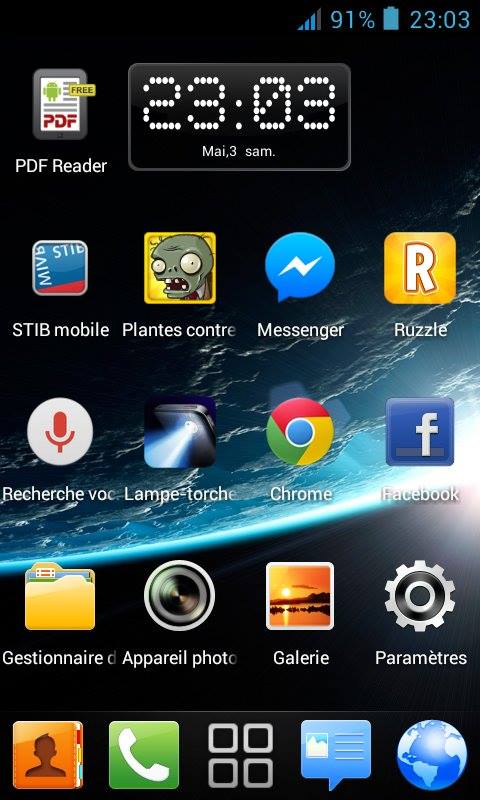 91% 23:03
FREE
PDF
23:03
Mai,3 sam.
PDF Reader
STIB
MIVB
STIB mobile
Plantes contre
Messenger
R
Ruzzle
Recherche voc
Lampe-torche
Chrome
f
Facebook
Gestionnaire d
Appareil photo
Galerie
Paramètres